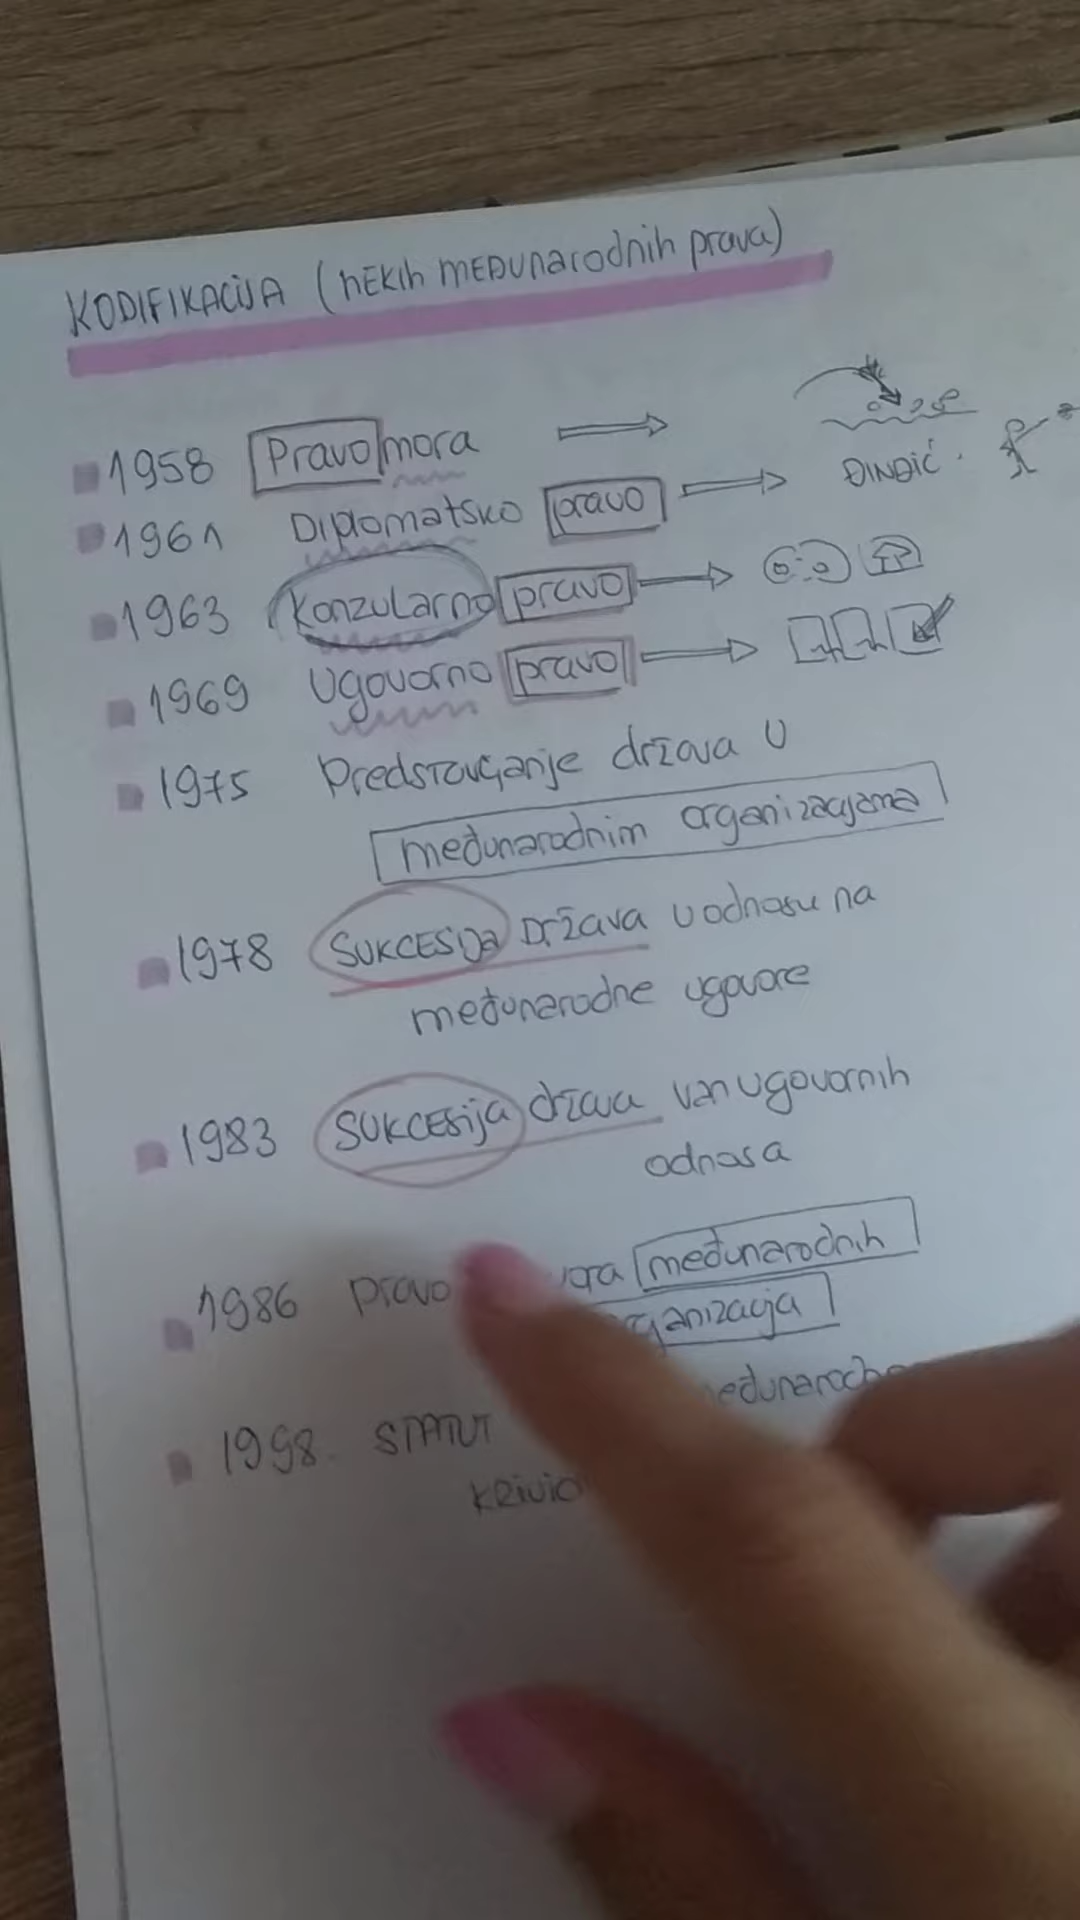 KODIFIKACIJA (nEKih MEĐUnarodnih prava)
1958 Pravo mora
ĐINĐIĆ.
1961 Diplomatsko pravo
1963 Konzularno pravo
1969 Ugovorno pravo
1975 Predstavljanje država U
međunarodnim organizacijama
1978 SUKCESIJA Država u odnosu na
međunarodne ugovore
1983 SUKCESija država van ugovornih
odnosa
1986 pravo međunarodnih
1998. STATUT